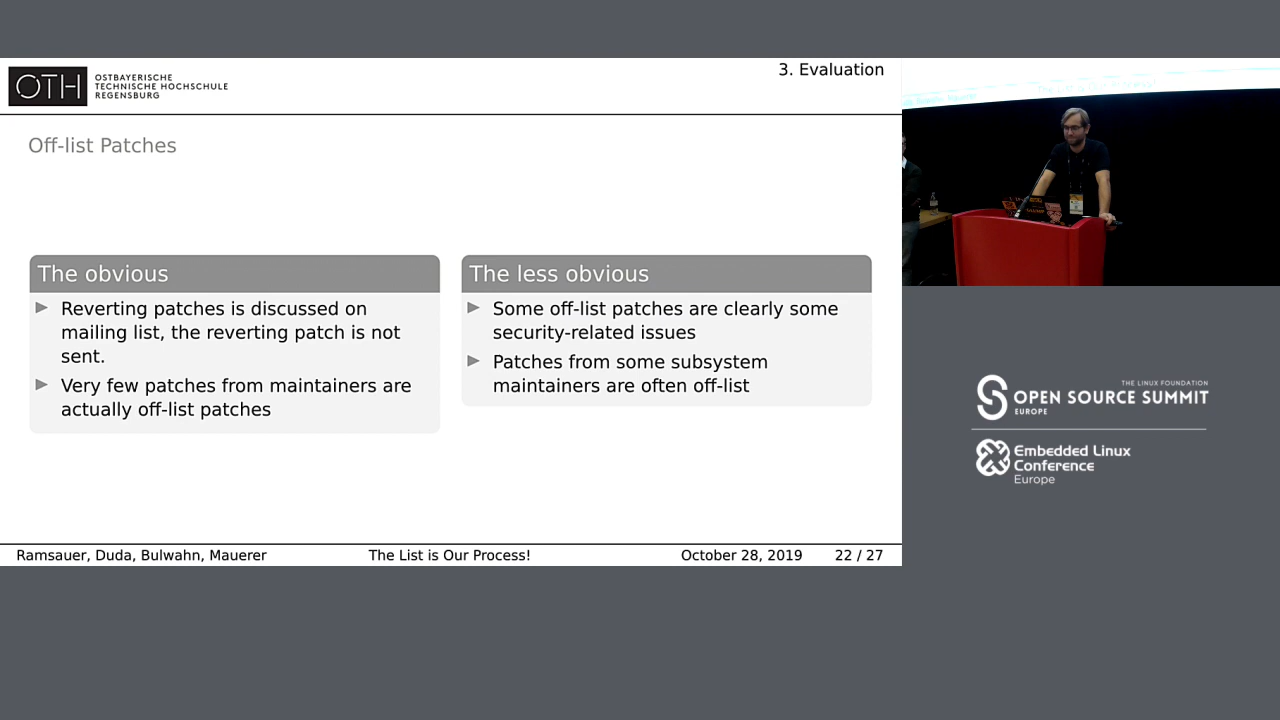 OTH
OSTBAYERISCHE
TECHNISCHE HOCHSCHULE
REGENSBURG
3. Evaluation
Off-list Patches
The obvious
Reverting patches is discussed on
mailing list, the reverting patch is not
sent.
Very few patches from maintainers are
actually off-list patches
The less obvious
Some off-list patches are clearly some
security-related issues
Patches from some subsystem
maintainers are often off-list
Ramsauer, Duda, Bulwahn, Mauerer
The List is Our Process!
October 28, 2019
22 / 27
THE LINUX FOUNDATION
OPEN SOURCE SUMMIT
EUROPE
Embedded Linux
Conference
Europe